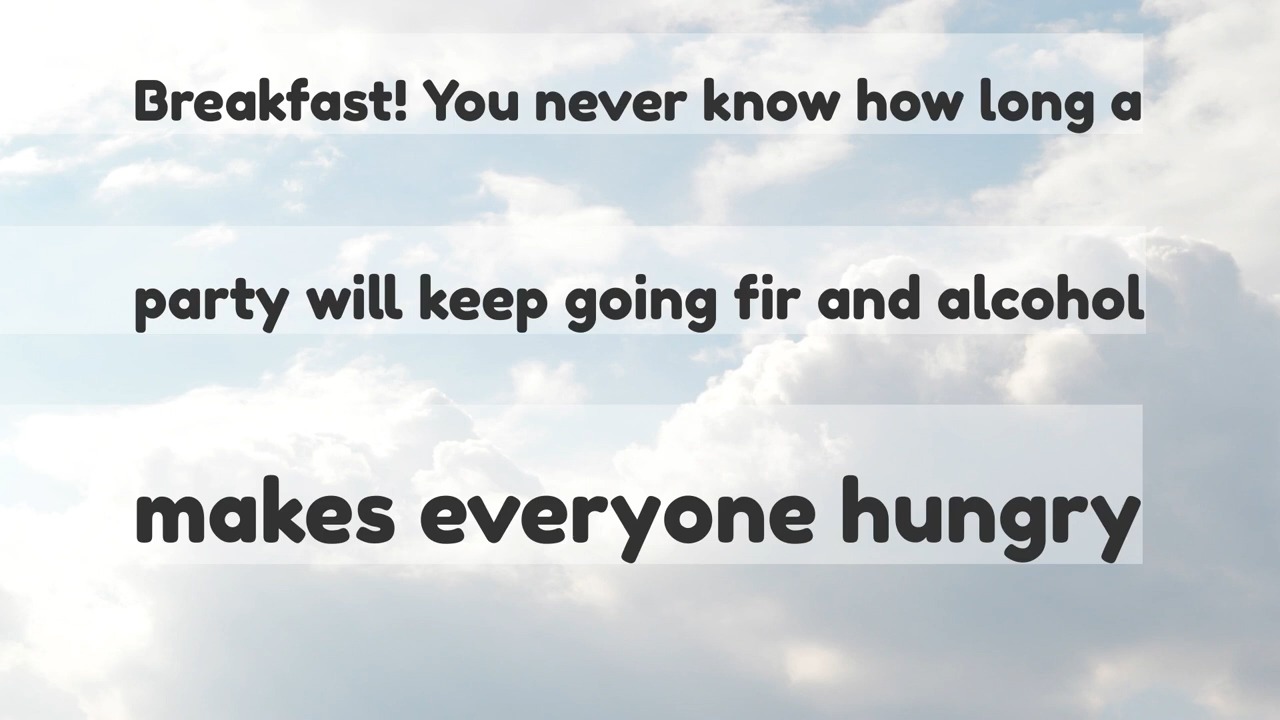 Breakfast! You never know how long a
party will keep going fir and alcohol
makes everyone hungry